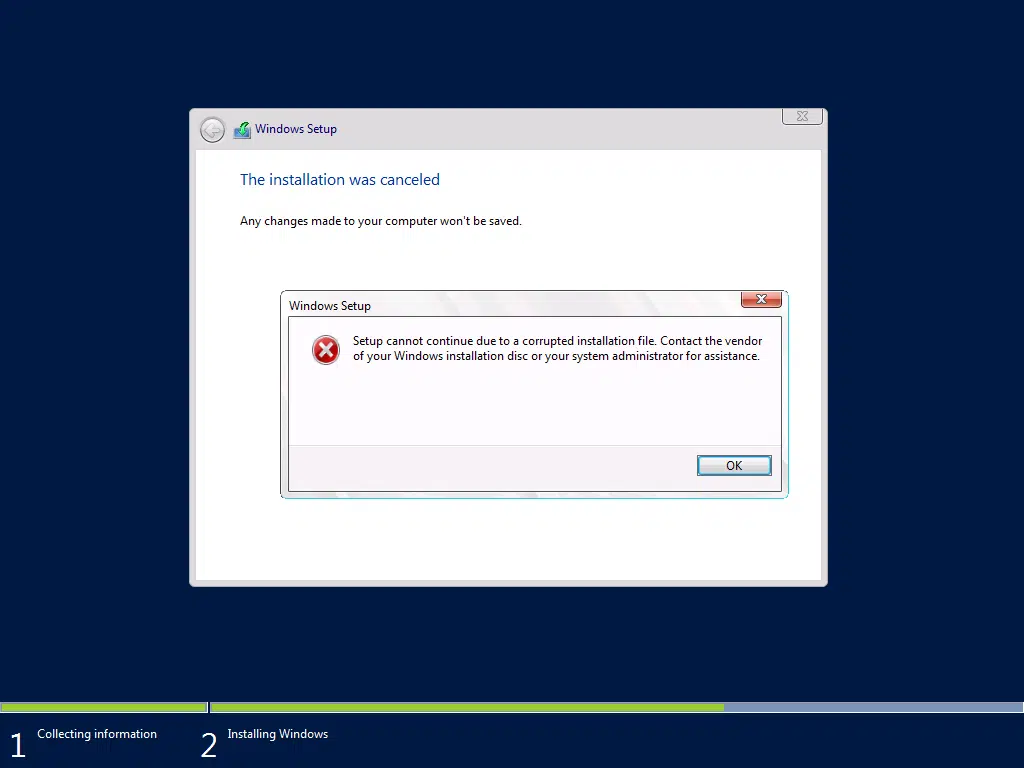 Windows Setup
The installation was canceled
Any changes made to your computer won't be saved.
Windows Setup
Setup cannot continue due to a corrupted installation file. Contact the vendor
of your Windows installation disc or your system administrator for assistance.
OK
1 Collecting information
2 Installing Windows